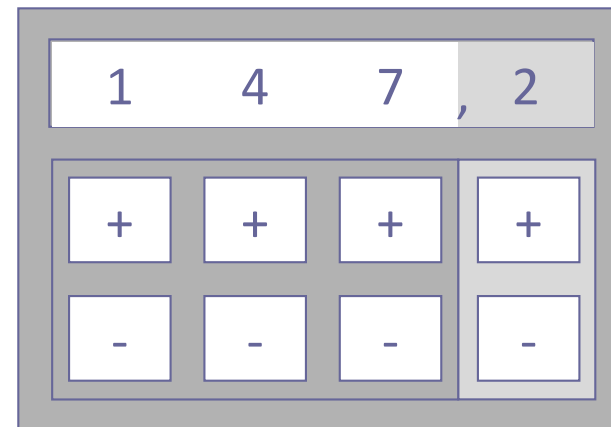 1 4 7 , 2
+ + + +
- - - -